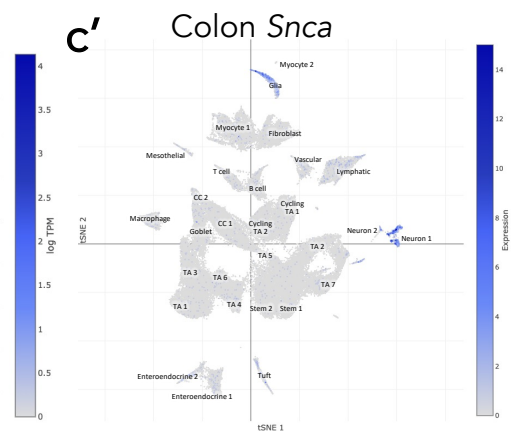 c′
Colon Snca
4
3.5
3
2.5
2
1.5
1
0.5
0
log TPM
tSNE 2
Myocyte 2
Glia
Myocyte 1
Fibroblast
Mesothelial
Vascular
Lymphatic
T cell
B cell
CC 2
Cycling
TA 1
Macrophage
CC 1
Goblet
Cycling
TA 2
Neuron 2
Neuron 1
TA 2
TA 5
TA 3
TA 6
TA 7
TA 1
TA 4
Stem 2
Stem 1
Enteroendocrine 2
Tuft
Enteroendocrine 1
tSNE 1
14
12
10
8
6
4
2
0
Expression